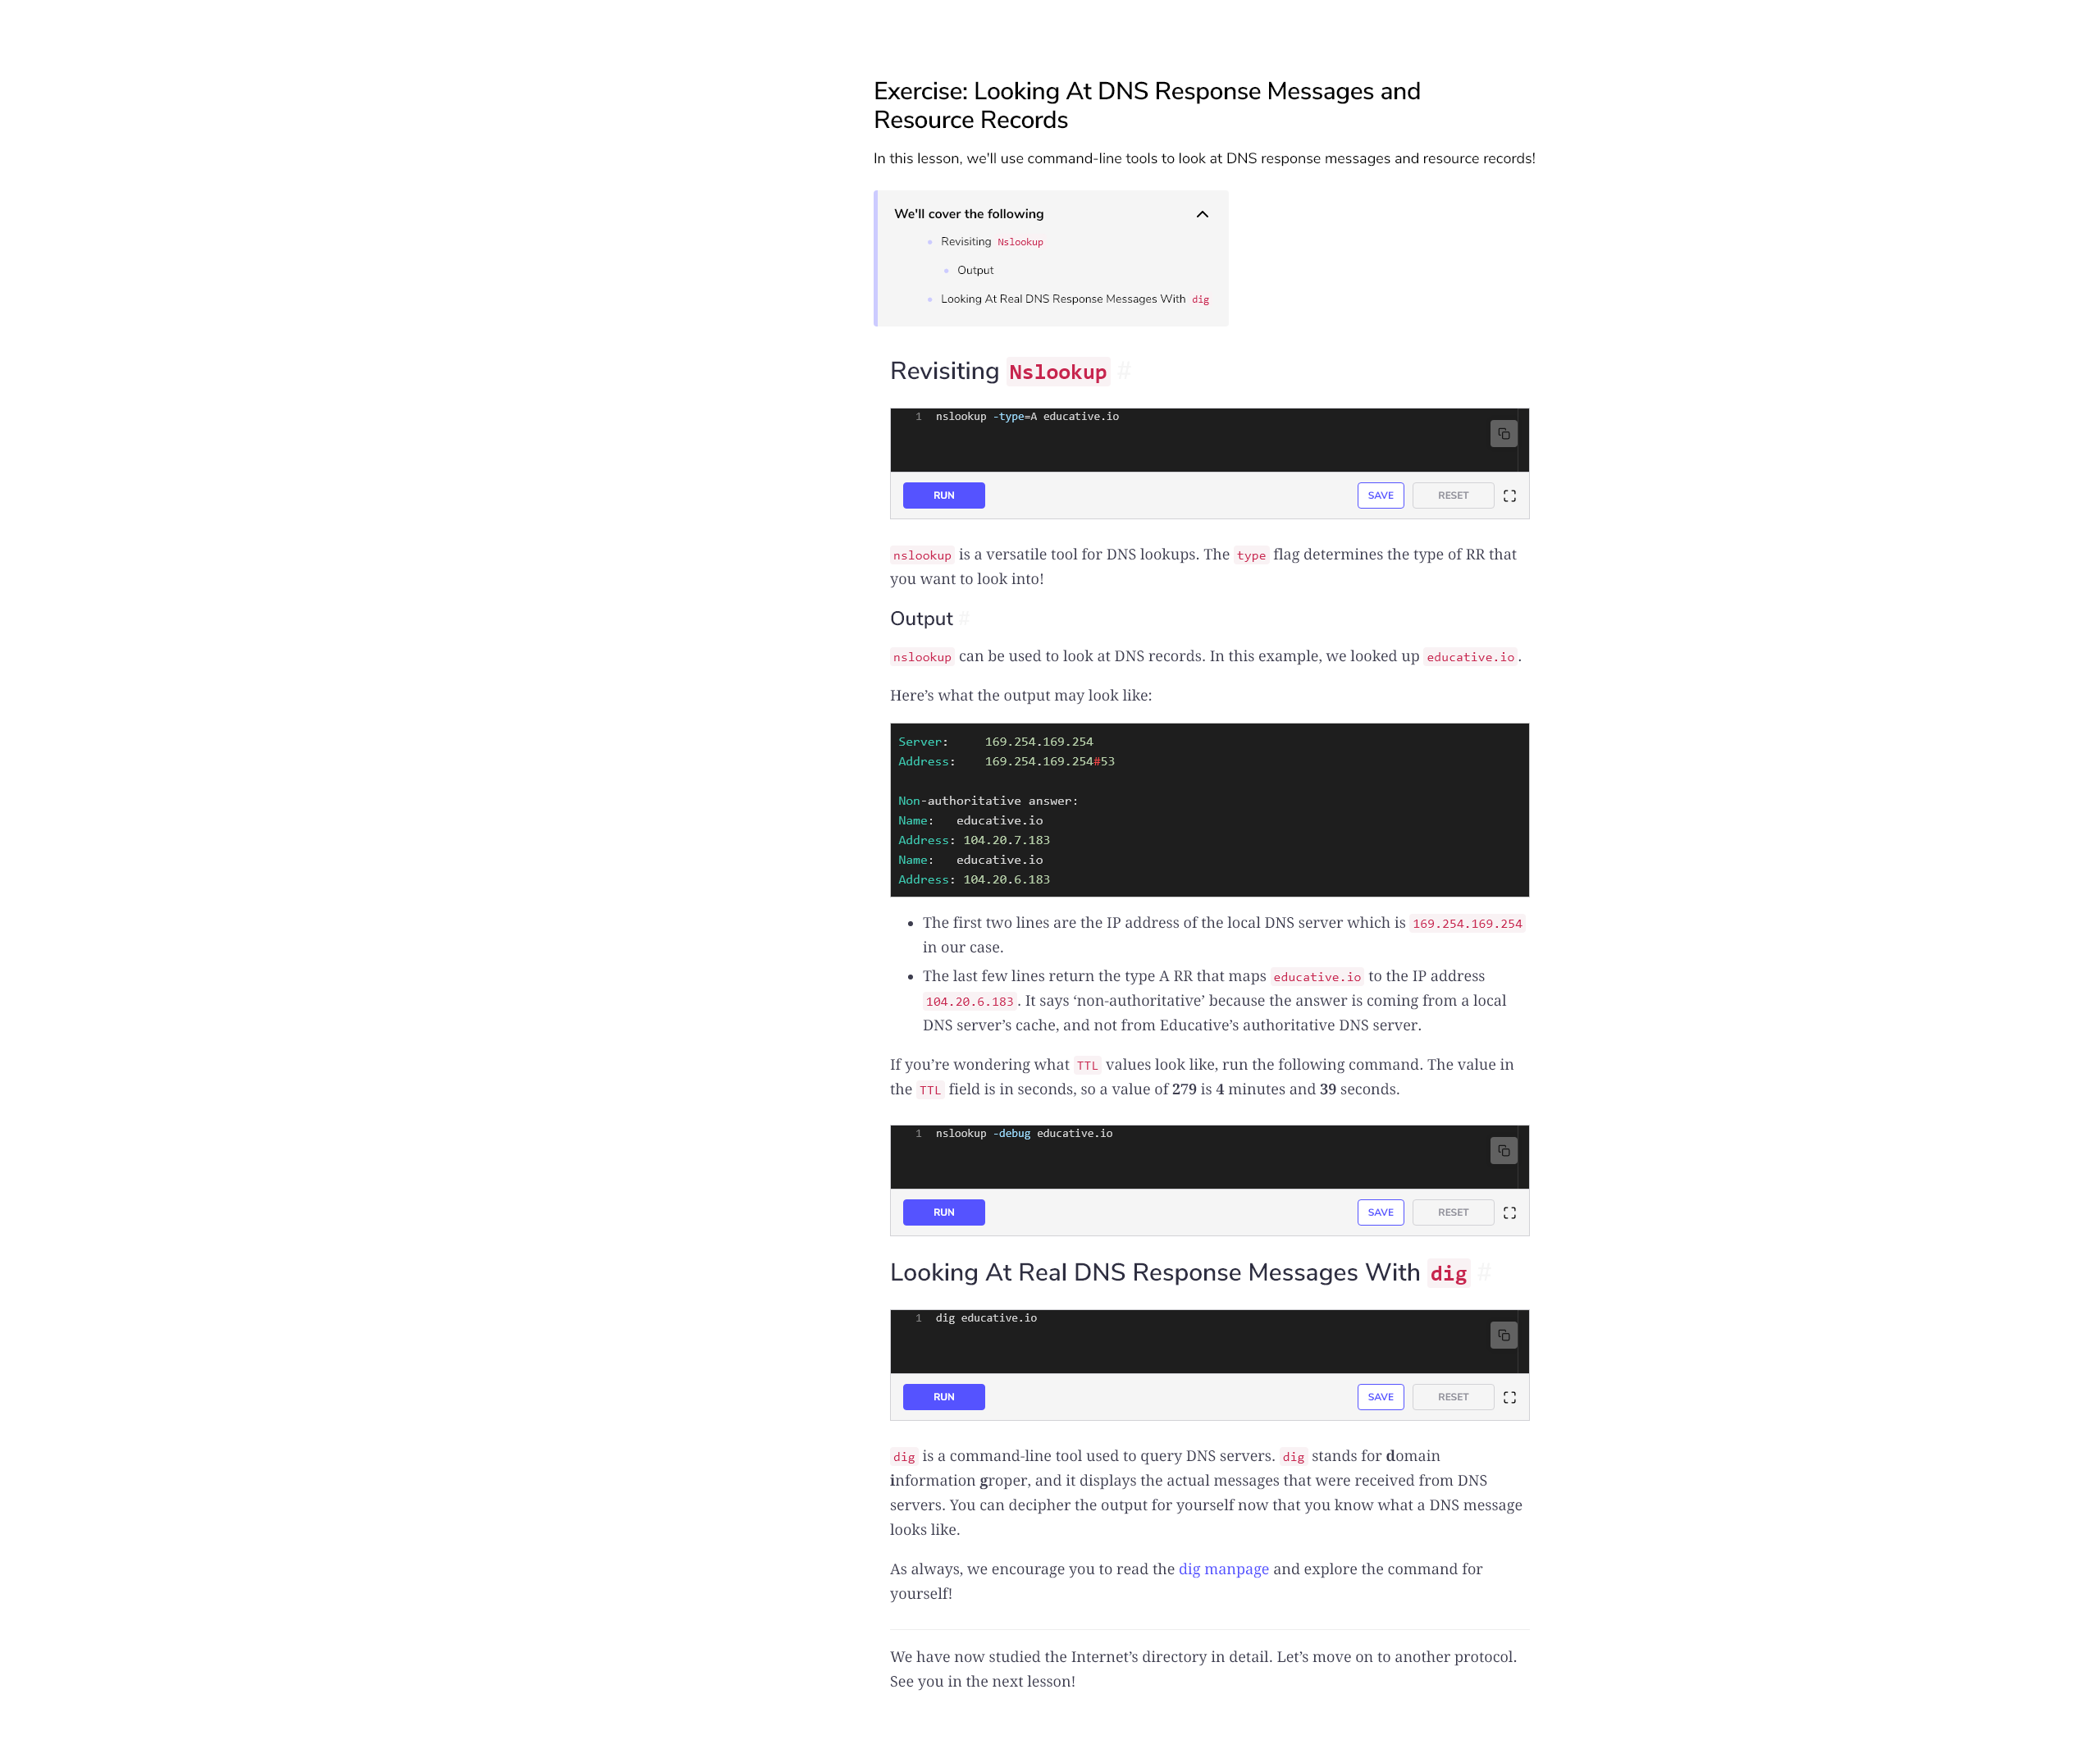 Exercise: Looking At DNS Response Messages and
Resource Records
In this lesson, we'll use command-line tools to look at DNS response messages and resource records!
We'll cover the following
Revisiting Nslookup
Output
Looking At Real DNS Response Messages With dig
Revisiting Nslookup #
1 nslookup -type=A educative.io
RUN SAVE RESET
nslookup is a versatile tool for DNS lookups. The type flag determines the type of RR that
you want to look into!
Output #
nslookup can be used to look at DNS records. In this example, we looked up educative.io.
Here’s what the output may look like:
Server: 169.254.169.254
Address: 169.254.169.254#53
Non-authoritative answer:
Name: educative.io
Address: 104.20.7.183
Name: educative.io
Address: 104.20.6.183
• The first two lines are the IP address of the local DNS server which is 169.254.169.254
in our case.
• The last few lines return the type A RR that maps educative.io to the IP address
104.20.6.183. It says ‘non-authoritative’ because the answer is coming from a local
DNS server’s cache, and not from Educative’s authoritative DNS server.
If you’re wondering what TTL values look like, run the following command. The value in
the TTL field is in seconds, so a value of 279 is 4 minutes and 39 seconds.
1 nslookup -debug educative.io
RUN SAVE RESET
Looking At Real DNS Response Messages With dig #
1 dig educative.io
RUN SAVE RESET
dig is a command-line tool used to query DNS servers. dig stands for domain
information groper, and it displays the actual messages that were received from DNS
servers. You can decipher the output for yourself now that you know what a DNS message
looks like.
As always, we encourage you to read the dig manpage and explore the command for
yourself!
We have now studied the Internet’s directory in detail. Let’s move on to another protocol.
See you in the next lesson!